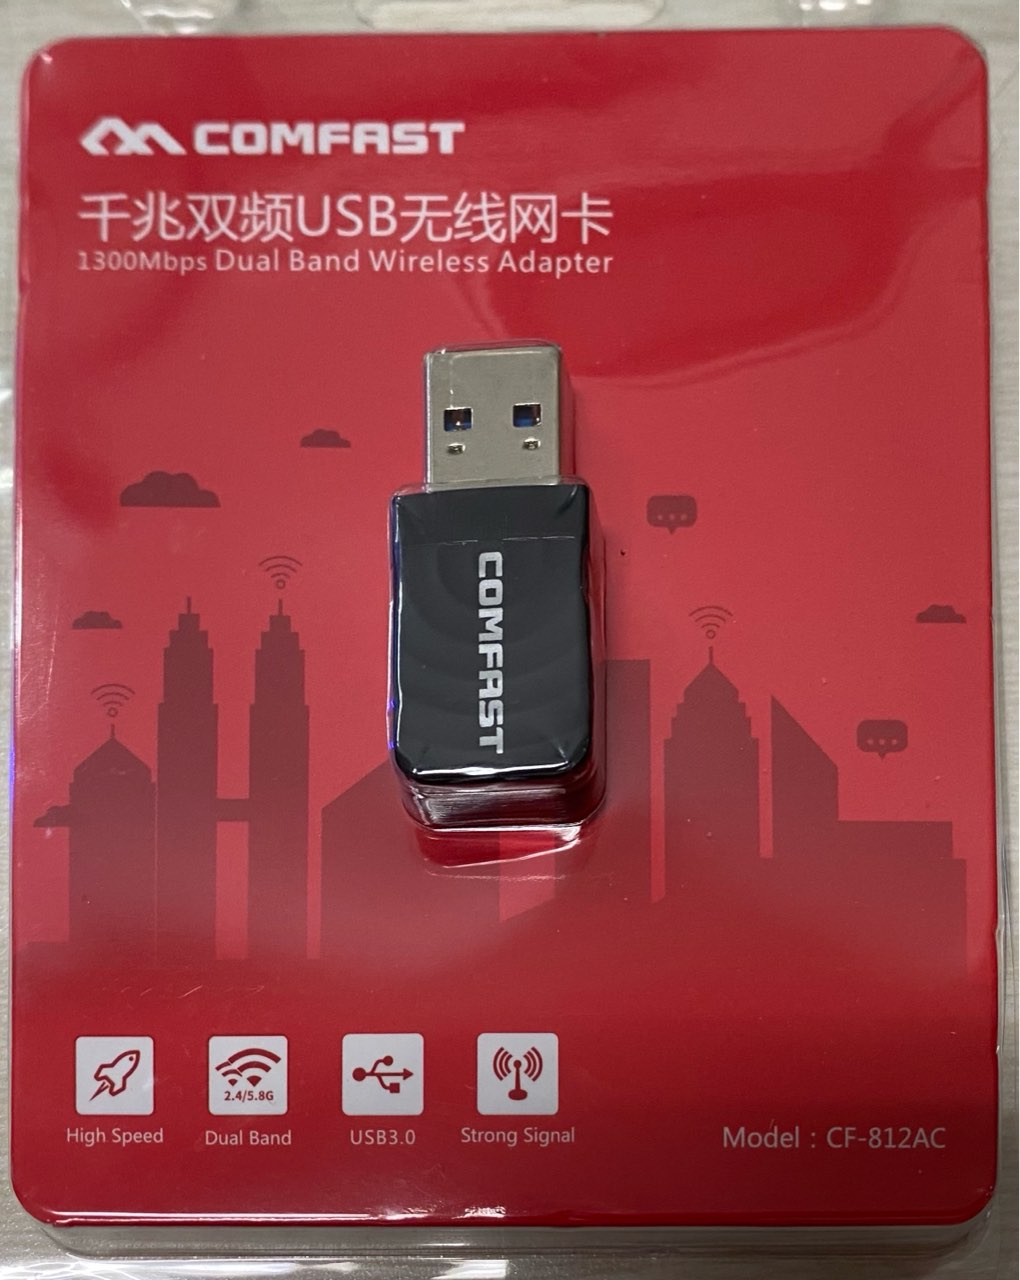 COMFAST
千兆双频USB无线网卡
1300Mbps Dual Band Wireless Adapter
COMFAST
2.4/5.8G
High Speed
Dual Band
USB3.0
Strong Signal
Model : CF-812AC